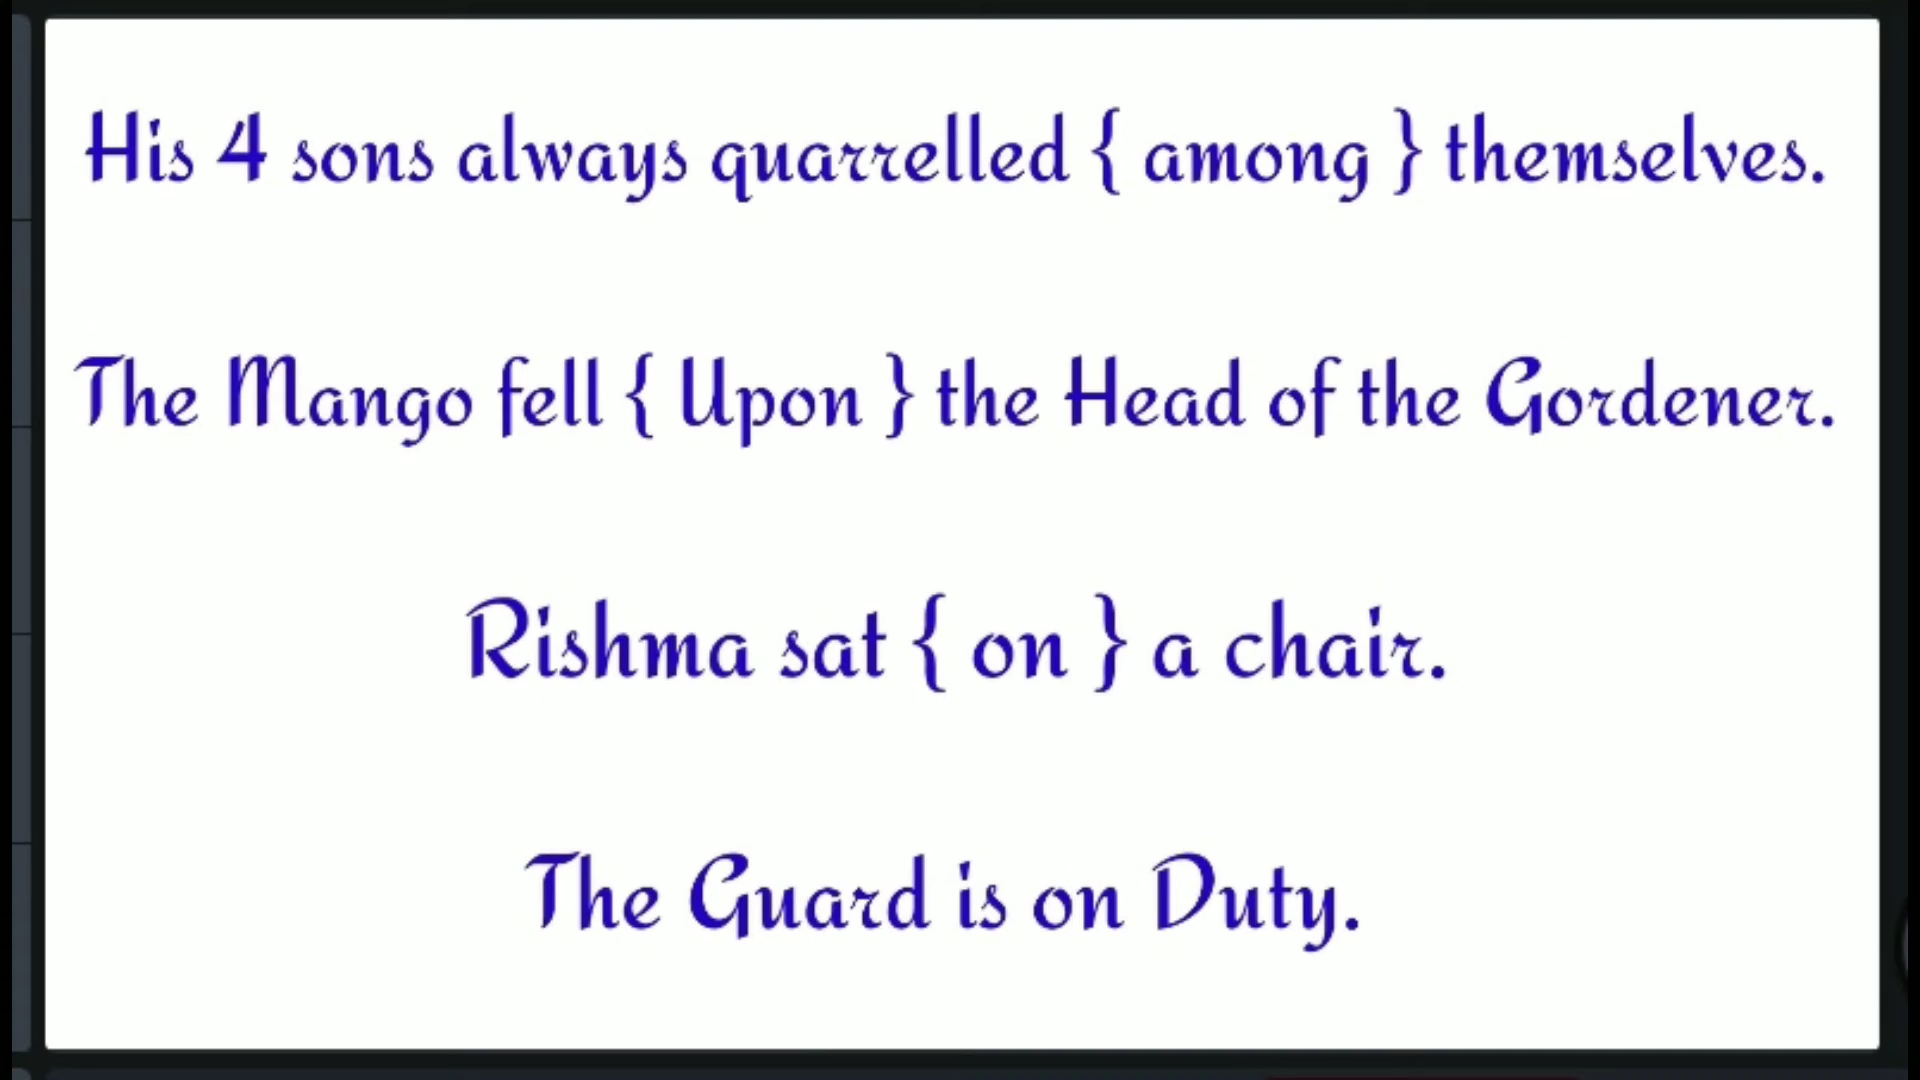 His 4 sons always quarrelled { among } themselves.
The Mango fell { Upon } the Head of the Gordener.
Rishma sat { on } a chair.
The Guard is on Duty.